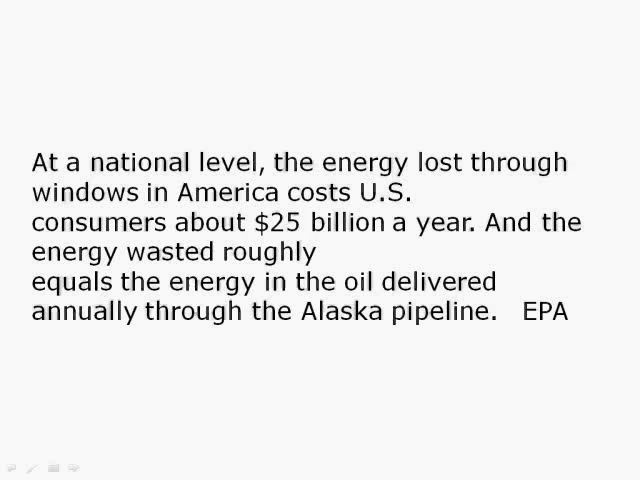 At a national level, the energy lost through
windows in America costs U.S.
consumers about $25 billion a year. And the
energy wasted roughly
equals the energy in the oil delivered
annually through the Alaska pipeline. EPA